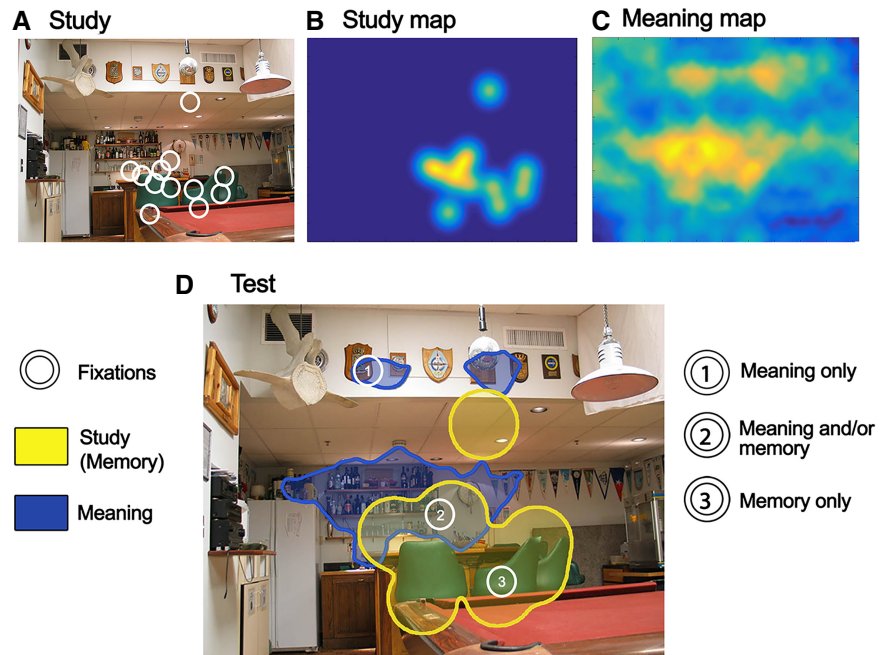 A Study
B Study map
C Meaning map
D Test
Fixations
Study
(Memory)
Meaning
1
2
3
1 Meaning only
2 Meaning and/or
memory
3 Memory only